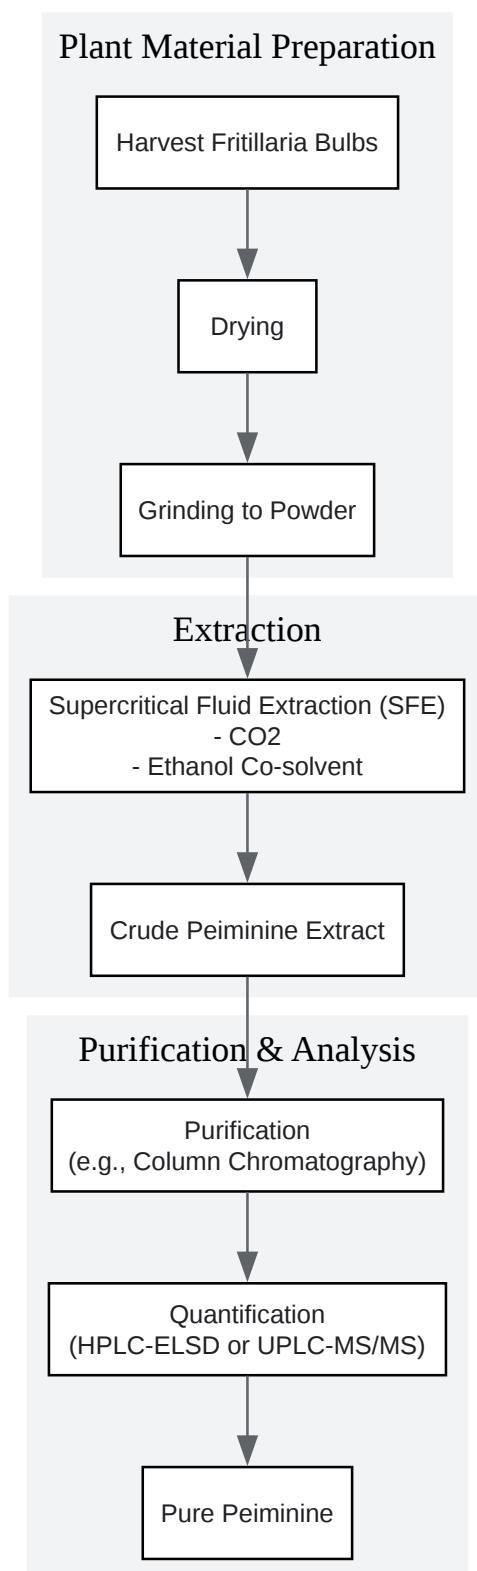 Plant Material Preparation
Harvest Fritillaria Bulbs
Drying
Grinding to Powder
Extraction
Supercritical Fluid Extraction (SFE)
- CO2
- Ethanol Co-solvent
Crude Peiminine Extract
Purification & Analysis
Purification
(e.g., Column Chromatography)
Quantification
(HPLC-ELSD or UPLC-MS/MS)
Pure Peiminine